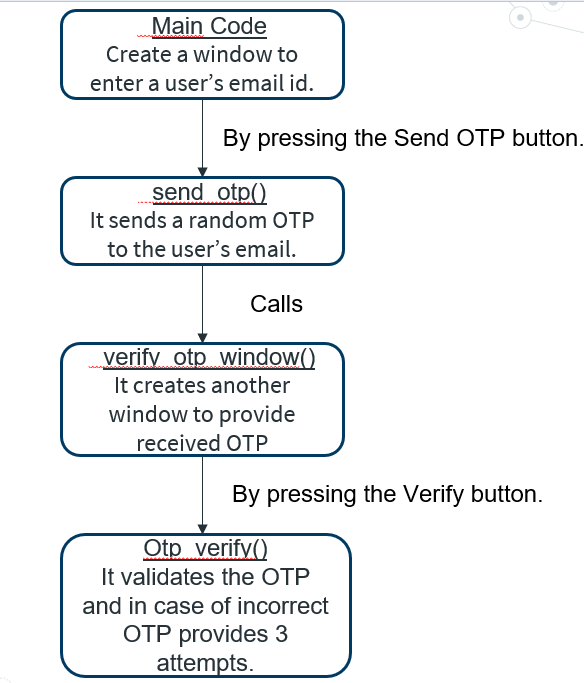 Main Code
Create a window to
enter a user’s email id.
By pressing the Send OTP button.
send_otp()
It sends a random OTP
to the user’s email.
Calls
verify_otp_window()
It creates another
window to provide
received OTP
By pressing the Verify button.
Otp_verify()
It validates the OTP
and in case of incorrect
OTP provides 3
attempts.